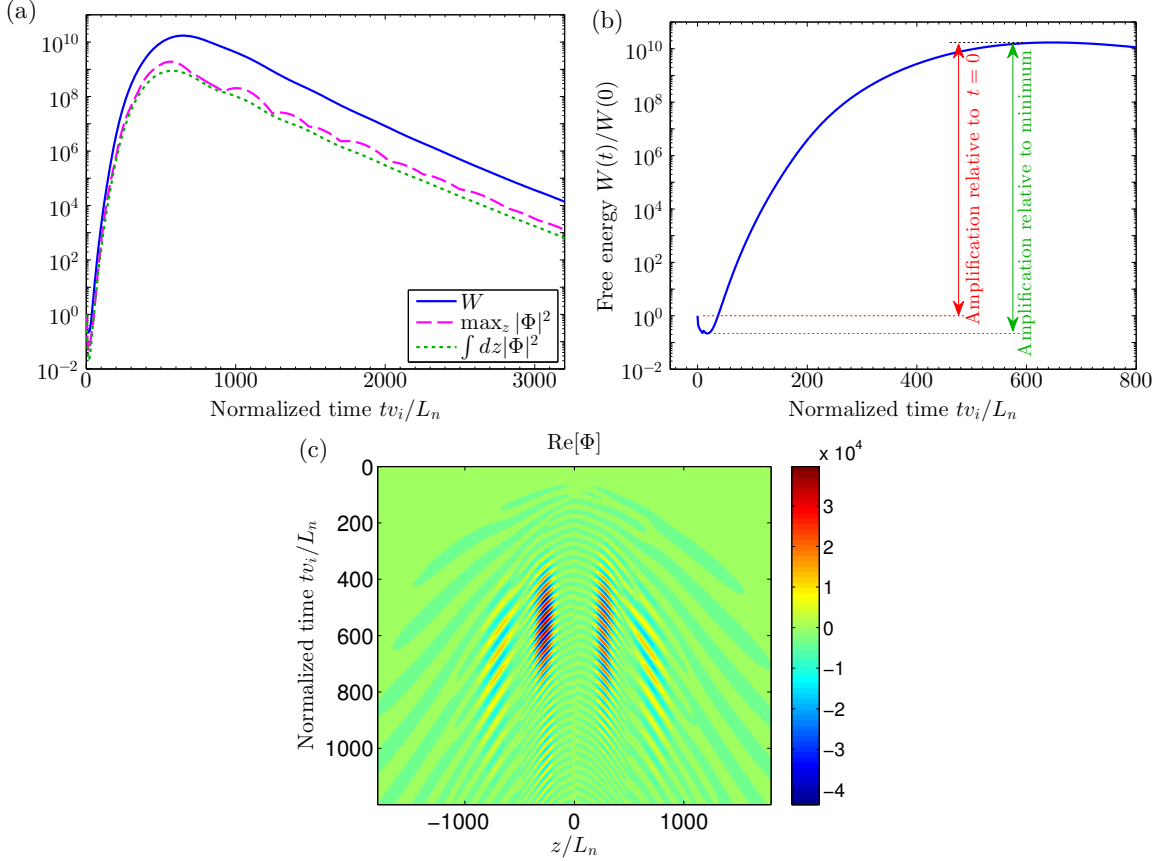 (a)
10^{10}
10^{8}
10^{6}
10^{4}
10^{2}
10^{0}
10^{-2}
0
1000
2000
3000
Normalized time tv_i/L_n
W
max_z |Φ|^2
∫ dz|Φ|^2
(b)
Free energy W(t)/W(0)
10^{10}
10^{8}
10^{6}
10^{4}
10^{2}
10^{0}
10^{-2}
0
200
400
600
800
Normalized time tv_i/L_n
Amplification relative to t = 0
Amplification relative to minimum
(c)
Re[Φ]
Normalized time tv_i/L_n
0
200
400
600
800
1000
−1000
0
1000
z/L_n
x 10^4
3
2
1
0
−1
−2
−3
−4